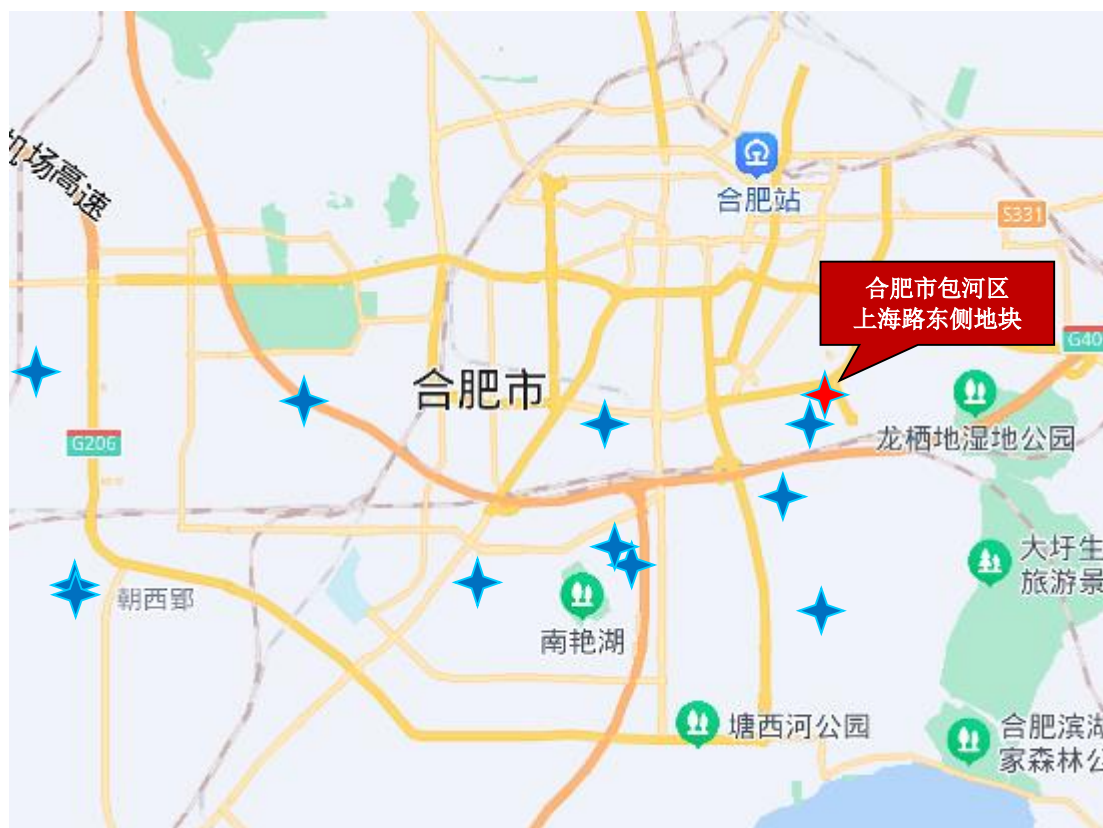 机场高速
合肥站
S331
合肥市包河区
上海路东侧地块
G40
合肥市
G206
龙栖地湿地公园
大圩生
旅游景
朝西郢
南艳湖
塘西河公园
合肥滨湖
家森林公